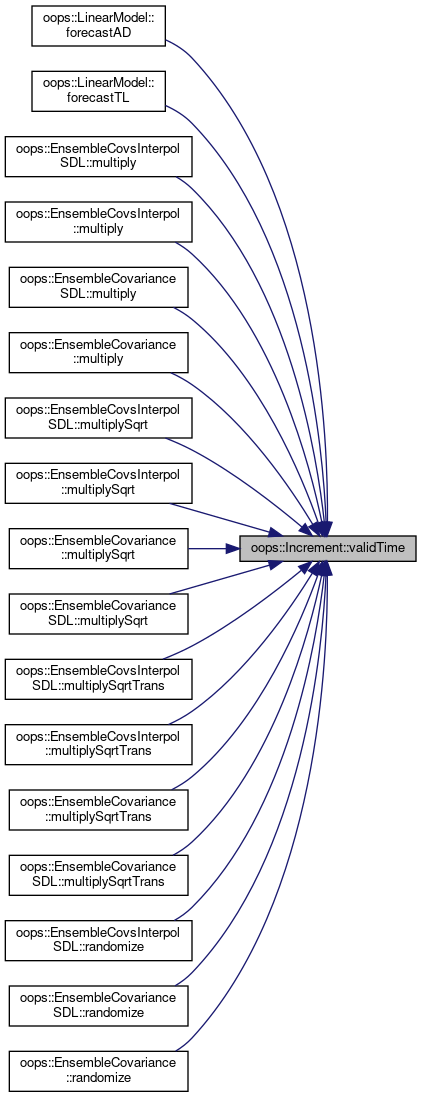 oops::LinearModel::
forecastAD
oops::LinearModel::
forecastTL
oops::EnsembleCovsInterpol
SDL::multiply
oops::EnsembleCovsInterpol
::multiply
oops::EnsembleCovariance
SDL::multiply
oops::EnsembleCovariance
::multiply
oops::EnsembleCovsInterpol
SDL::multiplySqrt
oops::EnsembleCovsInterpol
::multiplySqrt
oops::EnsembleCovariance
::multiplySqrt
oops::Increment::validTime
oops::EnsembleCovariance
SDL::multiplySqrt
oops::EnsembleCovsInterpol
SDL::multiplySqrtTrans
oops::EnsembleCovsInterpol
::multiplySqrtTrans
oops::EnsembleCovariance
::multiplySqrtTrans
oops::EnsembleCovariance
SDL::multiplySqrtTrans
oops::EnsembleCovsInterpol
SDL::randomize
oops::EnsembleCovariance
SDL::randomize
oops::EnsembleCovariance
::randomize